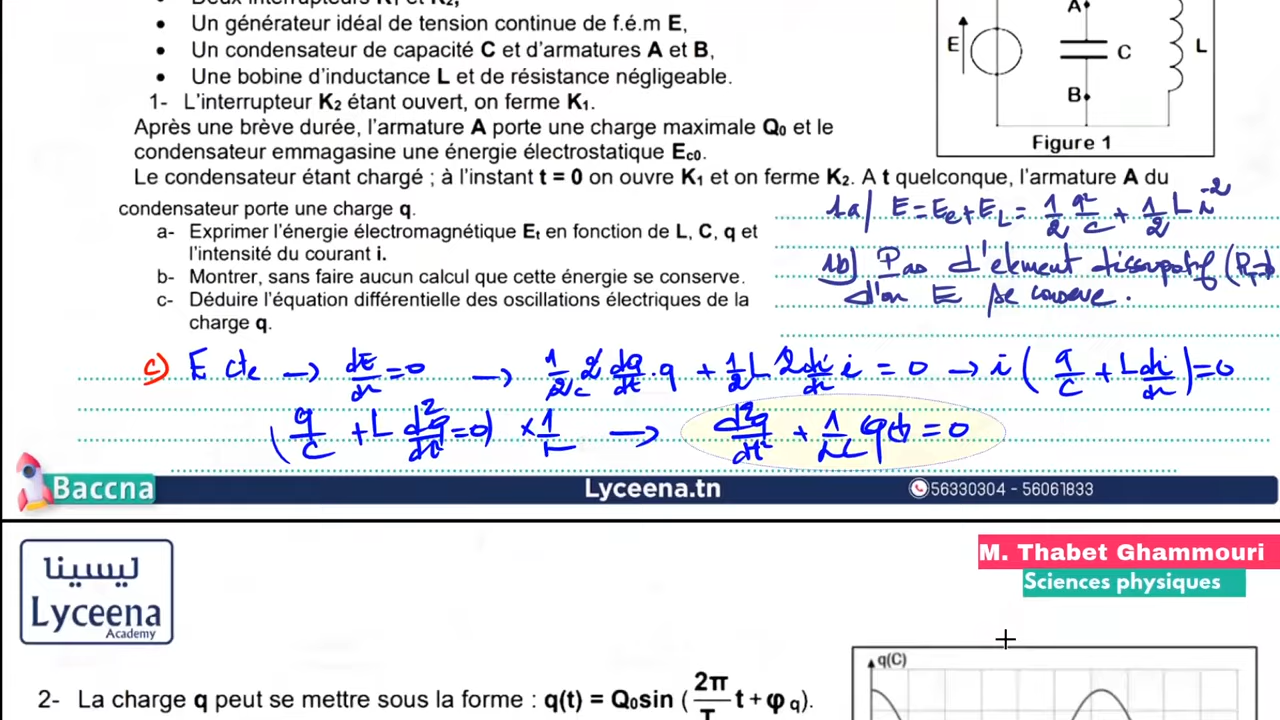 • Deux interrupteurs K1 et K2,
• Un générateur idéal de tension continue de f.é.m E,
• Un condensateur de capacité C et d'armatures A et B,
• Une bobine d'inductance L et de résistance négligeable.
E
A
C
L
B
Figure 1
1- L'interrupteur K2 étant ouvert, on ferme K1.
Après une brève durée, l'armature A porte une charge maximale Q0 et le
condensateur emmagasine une énergie électrostatique Ec0.
Le condensateur étant chargé ; à l'instant t = 0 on ouvre K1 et on ferme K2. A t quelconque, l'armature A du
condensateur porte une charge q.
a- Exprimer l'énergie électromagnétique Et en fonction de L, C, q et
l'intensité du courant i.
b- Montrer, sans faire aucun calcul que cette énergie se conserve.
c- Déduire l'équation différentielle des oscillations électriques de la
charge q.
1a) E = Ee + EL = 1/2 q²/C + 1/2 L i²
1b) Pas d'element dissipatif
d'où E se conserve.
c) E cte → dE/dt = 0 → 1/2C 2 dq/dt . q + 1/2 L 2 di/dt i = 0 → i ( q/C + L di/dt ) = 0
( q/C + L d²q/dt² = 0 ) × 1/L → d²q/dt² + 1/LC q(t) = 0
Baccna
Lyceena.tn
56330304 - 56061833
ليسينا
Lyceena
Academy
M. Thabet Ghammouri
Sciences physiques
q(C)
2- La charge q peut se mettre sous la forme : q(t) = Q0sin (2π/T t + φq).